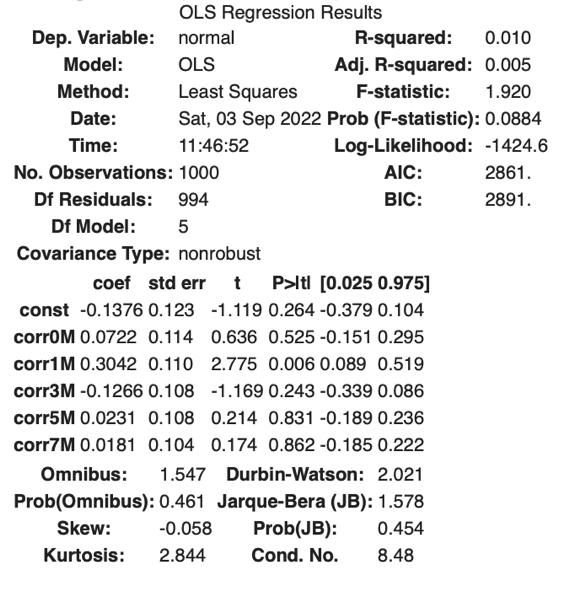 OLS Regression Results
Dep. Variable: normal R-squared: 0.010
Model: OLS Adj. R-squared: 0.005
Method: Least Squares F-statistic: 1.920
Date: Sat, 03 Sep 2022 Prob (F-statistic): 0.0884
Time: 11:46:52 Log-Likelihood: -1424.6
No. Observations: 1000 AIC: 2861.
Df Residuals: 994 BIC: 2891.
Df Model: 5
Covariance Type: nonrobust
coef std err t P>|t| [0.025 0.975]
const -0.1376 0.123 -1.119 0.264 -0.379 0.104
corr0M 0.0722 0.114 0.636 0.525 -0.151 0.295
corr1M 0.3042 0.110 2.775 0.006 0.089 0.519
corr3M -0.1266 0.108 -1.169 0.243 -0.339 0.086
corr5M 0.0231 0.108 0.214 0.831 -0.189 0.236
corr7M 0.0181 0.104 0.174 0.862 -0.185 0.222
Omnibus: 1.547 Durbin-Watson: 2.021
Prob(Omnibus): 0.461 Jarque-Bera (JB): 1.578
Skew: -0.058 Prob(JB): 0.454
Kurtosis: 2.844 Cond. No. 8.48